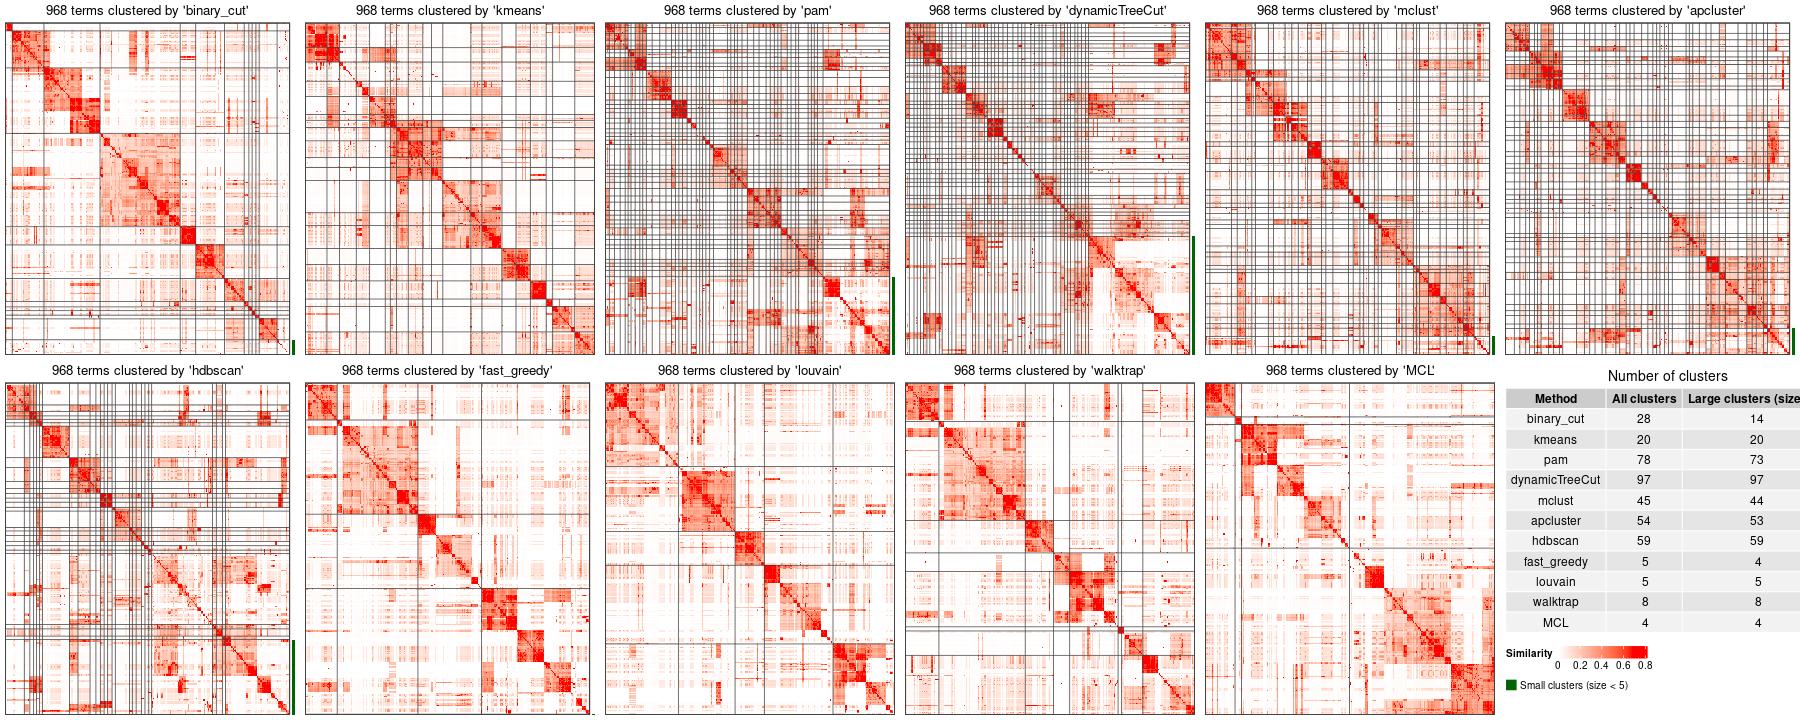 968 terms clustered by 'binary_cut'
968 terms clustered by 'kmeans'
968 terms clustered by 'pam'
968 terms clustered by 'dynamicTreeCut'
968 terms clustered by 'mclust'
968 terms clustered by 'apcluster'
968 terms clustered by 'hdbscan'
968 terms clustered by 'fast_greedy'
968 terms clustered by 'louvain'
968 terms clustered by 'walktrap'
968 terms clustered by 'MCL'
Number of clusters
Method All clusters Large clusters (size
binary_cut 28 14
kmeans 20 20
pam 78 73
dynamicTreeCut 97 97
mclust 45 44
apcluster 54 53
hdbscan 59 59
fast_greedy 5 4
louvain 5 5
walktrap 8 8
MCL 4 4
Similarity
0 0.2 0.4 0.6 0.8
Small clusters (size < 5)